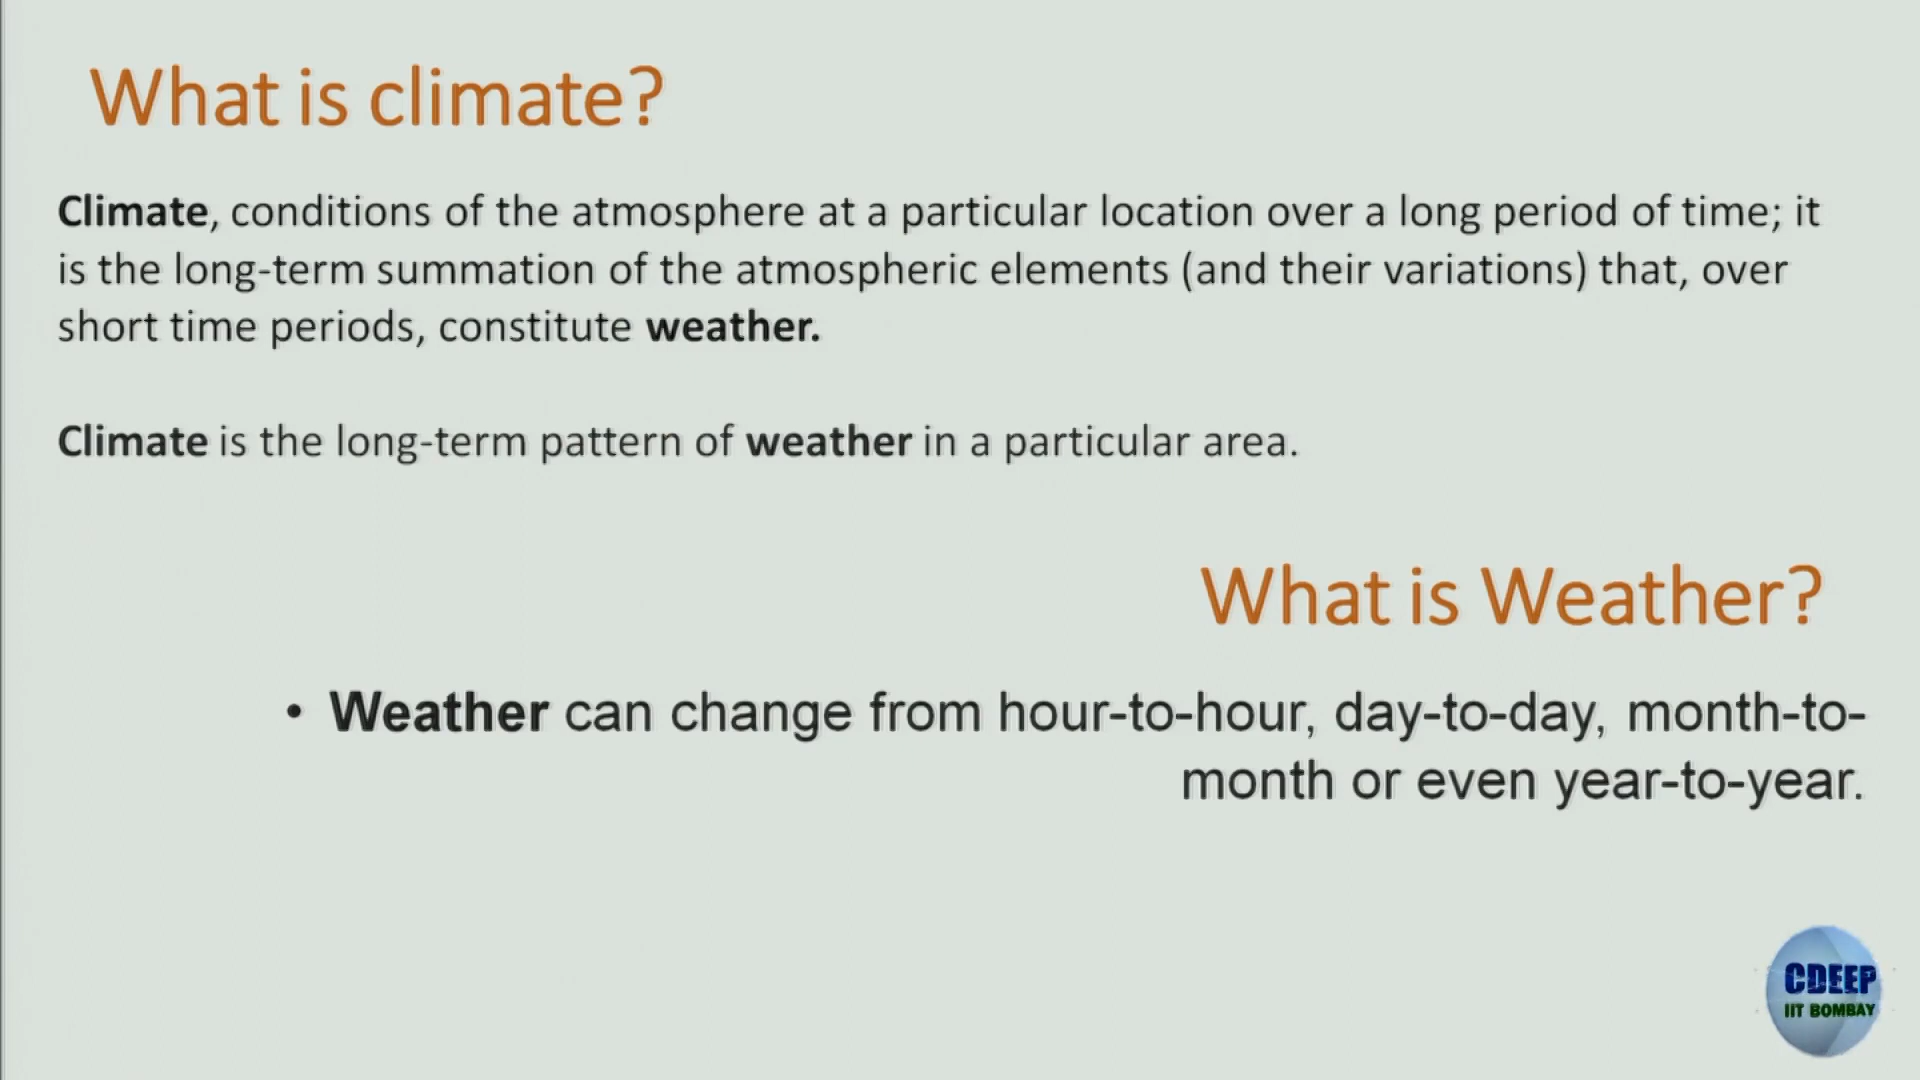 What is climate?
Climate, conditions of the atmosphere at a particular location over a long period of time; it
is the long-term summation of the atmospheric elements (and their variations) that, over
short time periods, constitute weather.
Climate is the long-term pattern of weather in a particular area.
What is Weather?
• Weather can change from hour-to-hour, day-to-day, month-to-
month or even year-to-year.
CDEEP
IIT BOMBAY